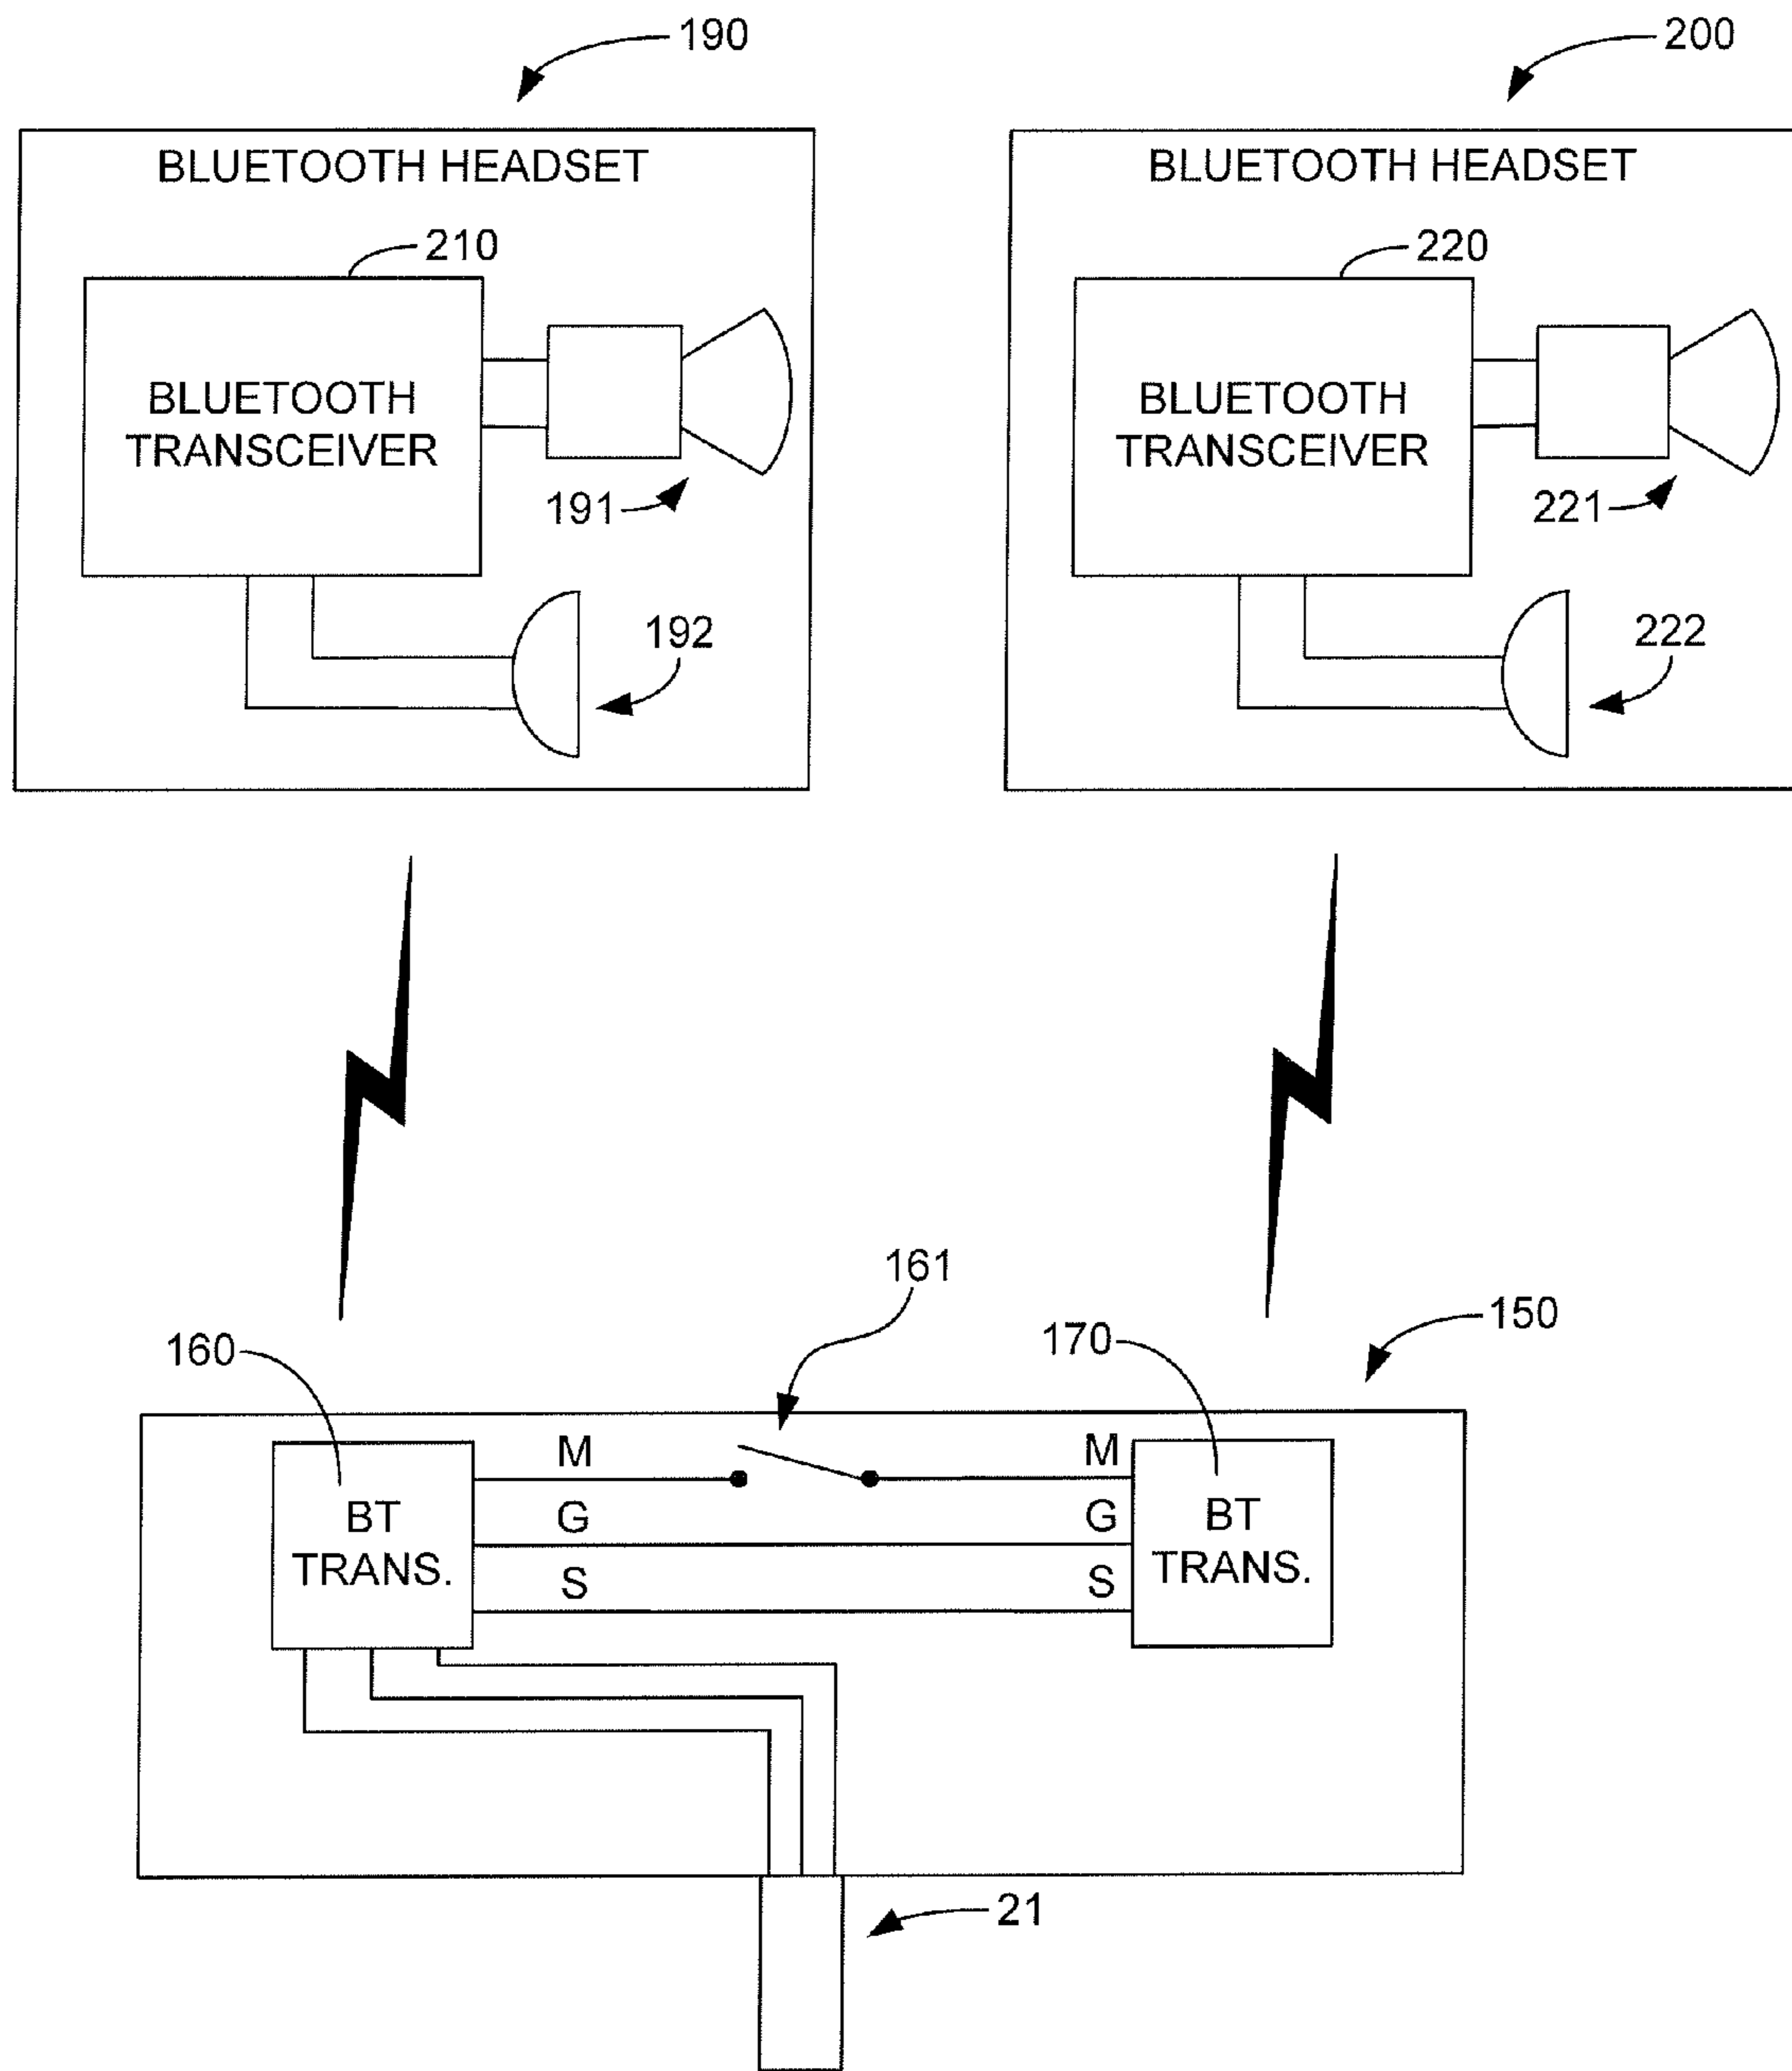 190
200
BLUETOOTH HEADSET
BLUETOOTH HEADSET
210
220
BLUETOOTH
TRANSCEIVER
BLUETOOTH
TRANSCEIVER
191
221
192
222
161
150
160
170
M
M
G
G
S
S
BT
TRANS.
BT
TRANS.
21